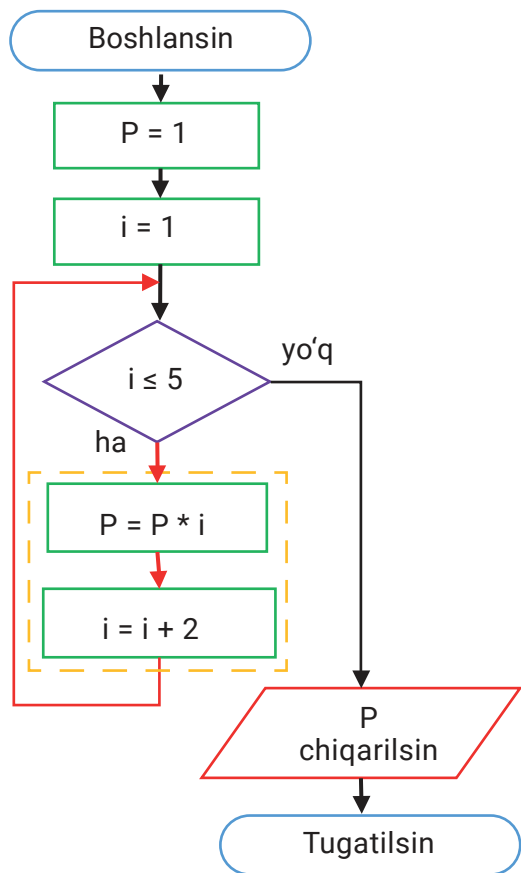 Boshlansin
P = 1
i = 1
i ≤ 5
yo‘q
ha
P = P * i
i = i + 2
P
chiqarilsin
Tugatilsin